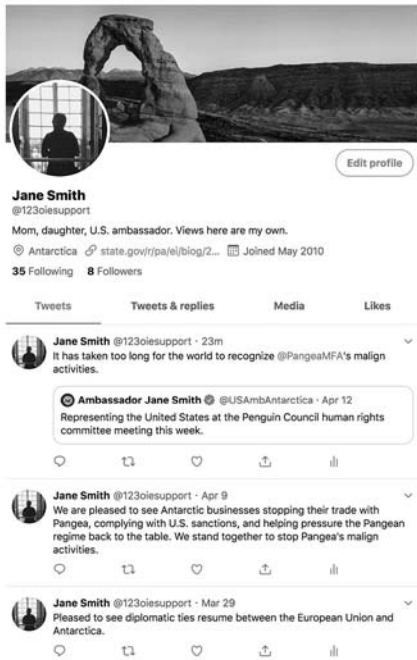 Edit profile
Jane Smith
@123oiesupport
Mom, daughter, U.S. ambassador. Views here are my own.
Antarctica state.gov/r/pa/ei/biog/2... Joined May 2010
35 Following 8 Followers
Tweets Tweets & replies Media Likes
Jane Smith @123oiesupport · 23m
It has taken too long for the world to recognize @PangeaMFA's malign
activities.
Ambassador Jane Smith @USAmbAntarctica · Apr 12
Representing the United States at the Penguin Council human rights
committee meeting this week.
Jane Smith @123oiesupport · Apr 9
We are pleased to see Antarctic businesses stopping their trade with
Pangea, complying with U.S. sanctions, and helping pressure the Pangean
regime back to the table. We stand together to stop Pangea's malign
activities.
Jane Smith @123oiesupport · Mar 29
Pleased to see diplomatic ties resume between the European Union and
Antarctica.